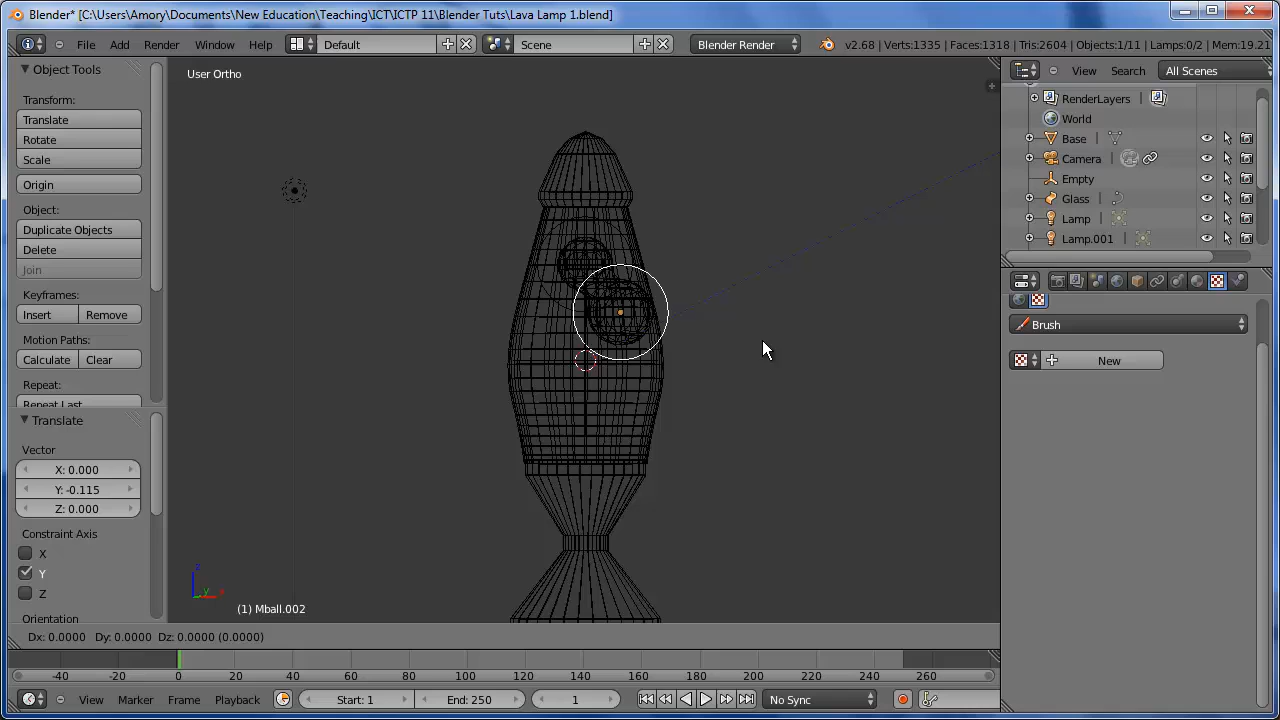 Blender* [C:\Users\Amory\Documents\New Education\Teaching\ICT\ICTP 11\Blender Tuts\Lava Lamp 1.blend]
File Add Render Window Help Default Scene Blender Render v2.68 | Verts:1335 | Faces:1318 | Tris:2604 | Objects:1/11 | Lamps:0/2 | Mem:19.21
Object Tools
Transform:
Translate
Rotate
Scale
Origin
Object:
Duplicate Objects
Delete
Join
Keyframes:
Insert Remove
Motion Paths:
Calculate Clear
Repeat:
Repeat Last
Translate
Vector
X: 0.000
Y: -0.115
Z: 0.000
Constraint Axis
X
Y
Z
Orientation
User Ortho
z
y
x
(1) Mball.002
Dx: 0.0000 Dy: 0.0000 Dz: 0.0000 (0.0000)
View Search All Scenes
RenderLayers
World
Base
Camera
Empty
Glass
Lamp
Lamp.001
Brush
New
-40 -20 0 20 40 60 80 100 120 140 160 180 200 220 240 260
View Marker Frame Playback Start: 1 End: 250 1 No Sync